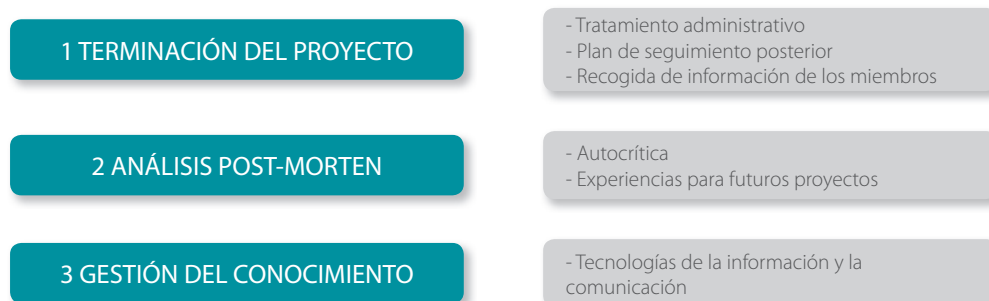 1 TERMINACIÓN DEL PROYECTO
- Tratamiento administrativo
- Plan de seguimiento posterior
- Recogida de información de los miembros
2 ANÁLISIS POST-MORTEN
- Autocrítica
- Experiencias para futuros proyectos
3 GESTIÓN DEL CONOCIMIENTO
- Tecnologías de la información y la
comunicación